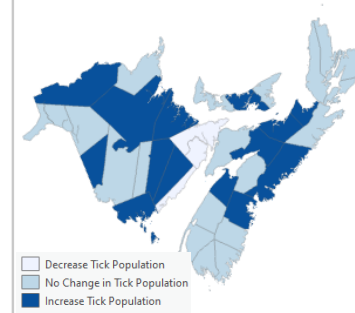 Decrease Tick Population
No Change in Tick Population
Increase Tick Population